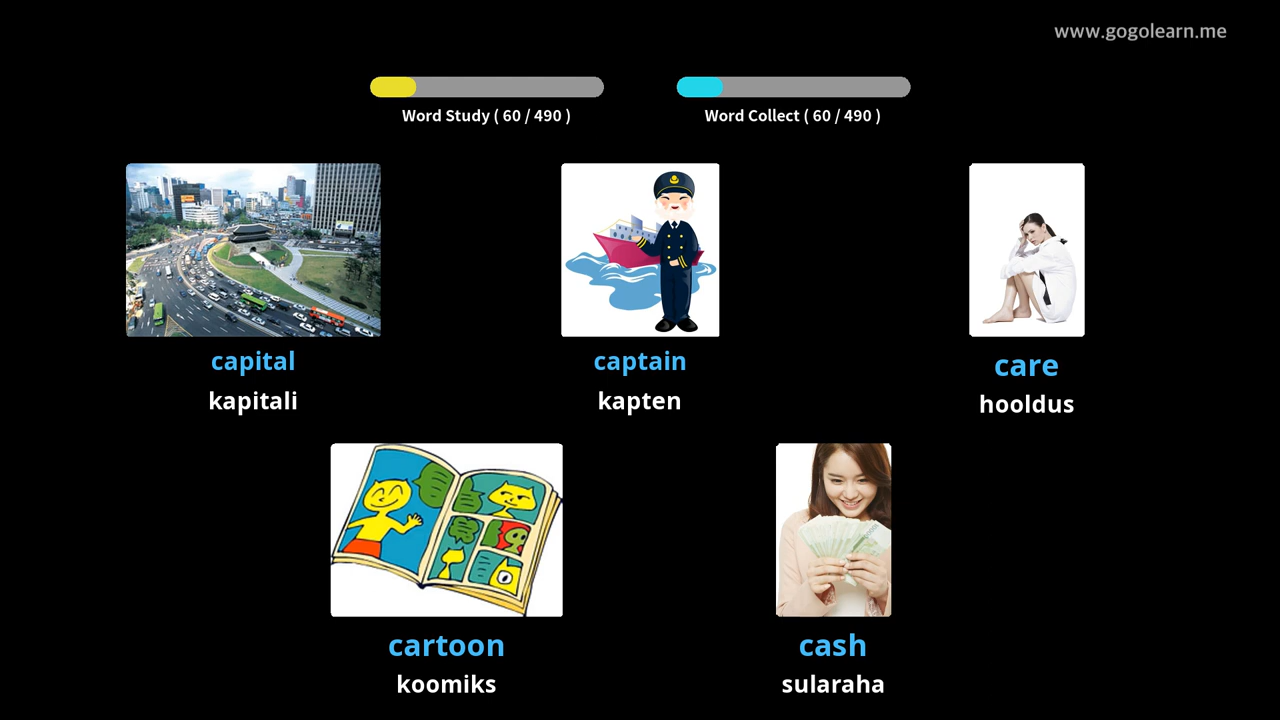 www.gogolearn.me
Word Study ( 60 / 490 )
Word Collect ( 60 / 490 )
capital
kapitali
captain
kapten
care
hooldus
cartoon
koomiks
cash
sularaha